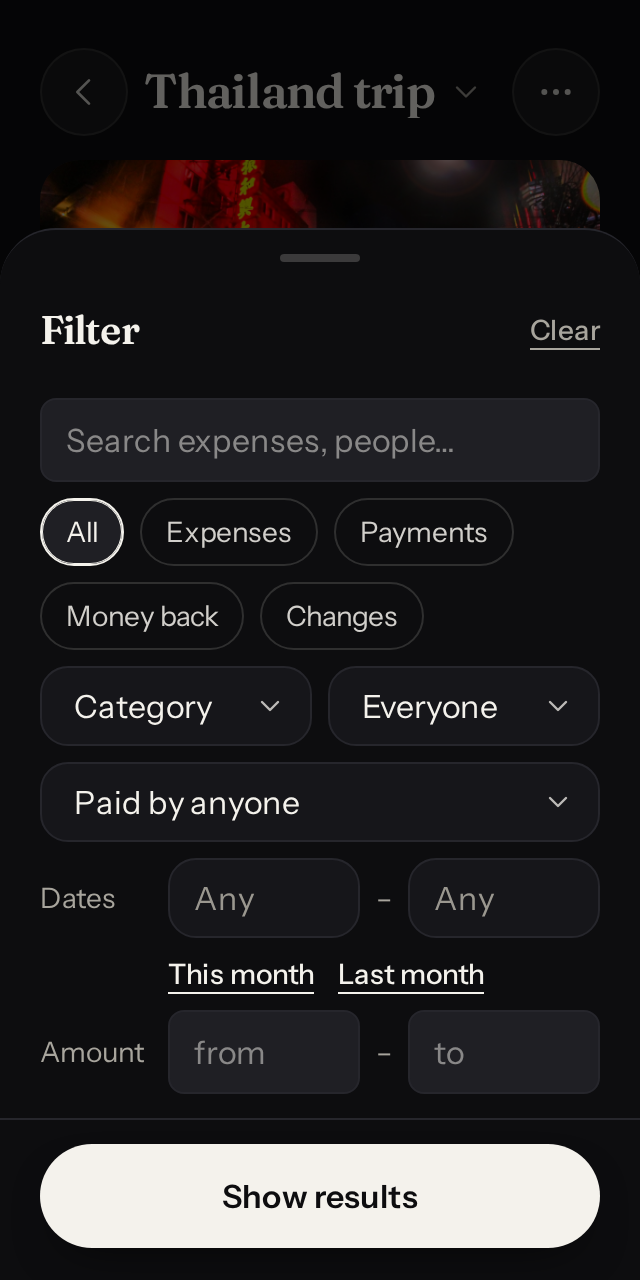 Thailand trip
Filter
Clear
Search expenses, people...
All
Expenses
Payments
Money back
Changes
Category
Everyone
Paid by anyone
Dates
Any
–
Any
This month
Last month
Amount
from
–
to
Show results